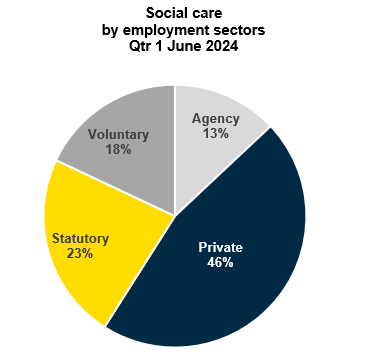 Social care
by employment sectors
Qtr 1 June 2024
Agency
13%
Voluntary
18%
Private
46%
Statutory
23%